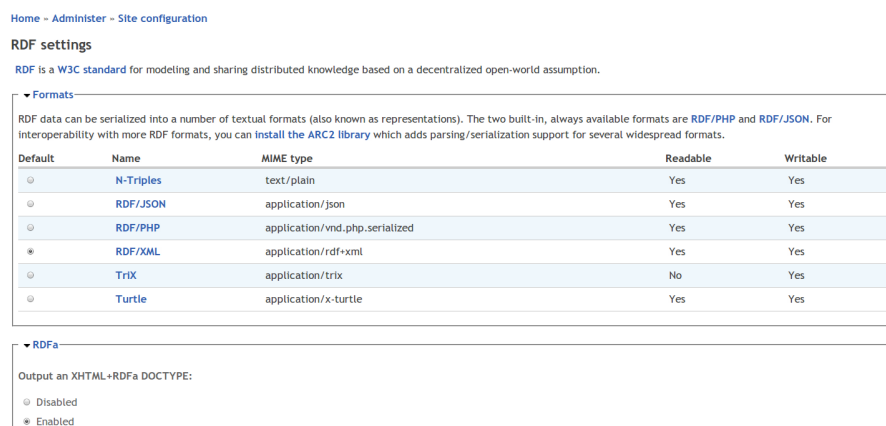 Home » Administer » Site configuration
RDF settings
RDF is a W3C standard for modeling and sharing distributed knowledge based on a decentralized open-world assumption.
Formats
RDF data can be serialized into a number of textual formats (also known as representations). The two built-in, always available formats are RDF/PHP and RDF/JSON. For
interoperability with more RDF formats, you can install the ARC2 library which adds parsing/serialization support for several widespread formats.
Default Name MIME type Readable Writable
N-Triples text/plain Yes Yes
RDF/JSON application/json Yes Yes
RDF/PHP application/vnd.php.serialized Yes Yes
RDF/XML application/rdf+xml Yes Yes
TriX application/trix No Yes
Turtle application/x-turtle Yes Yes
RDFa
Output an XHTML+RDFa DOCTYPE:
Disabled
Enabled